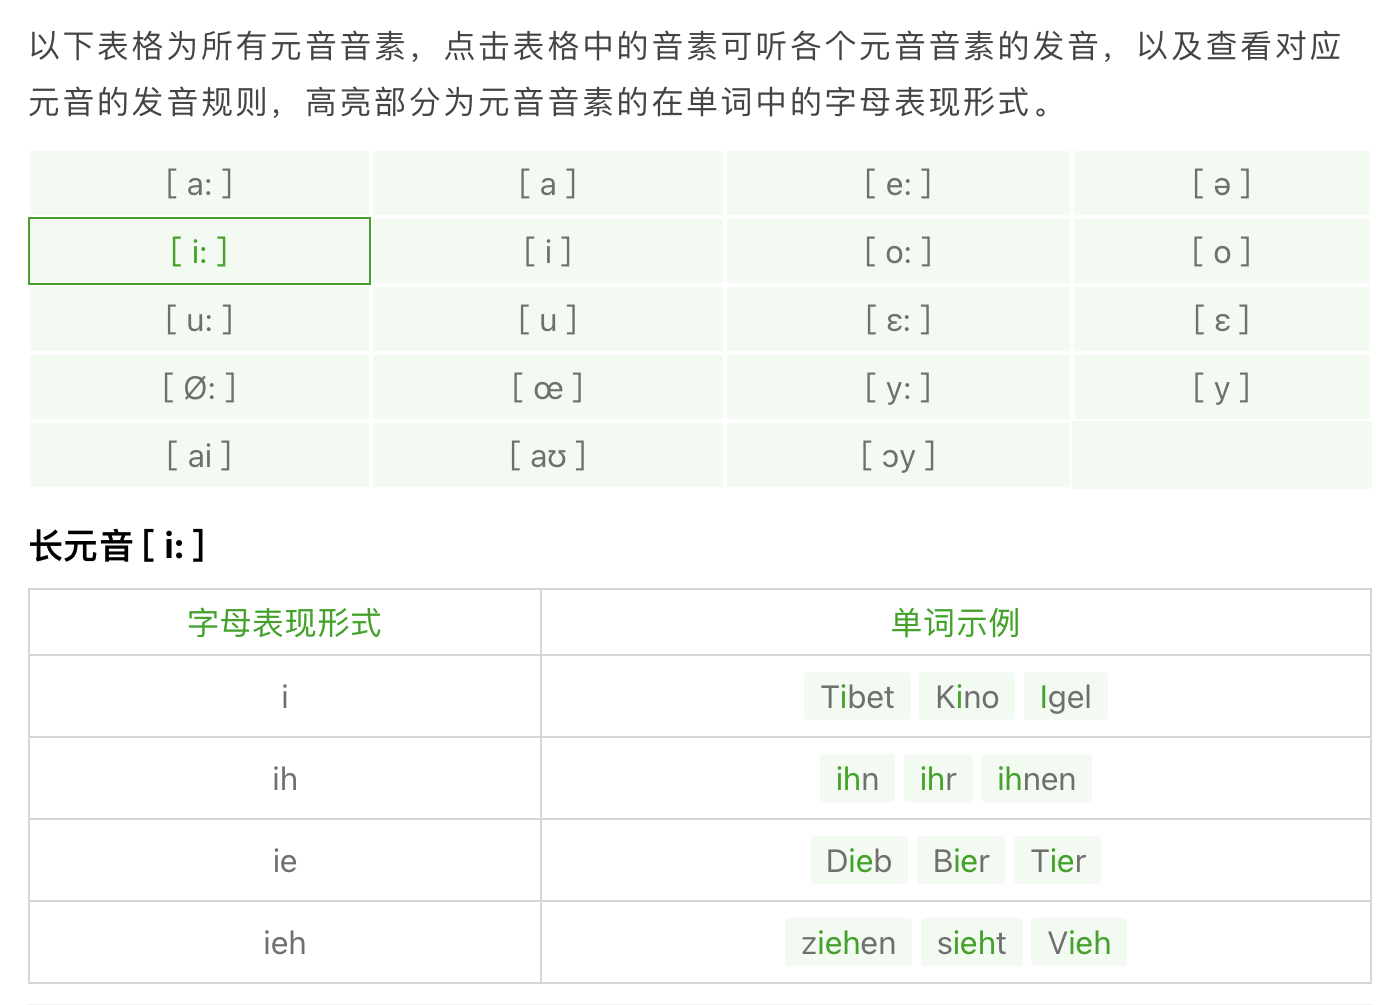 以下表格为所有元音音素，点击表格中的音素可听各个元音音素的发音，以及查看对应
元音的发音规则，高亮部分为元音音素的在单词中的字母表现形式。
[ a: ] [ a ] [ e: ] [ ə ]
[ i: ] [ i ] [ o: ] [ o ]
[ u: ] [ u ] [ ɛ: ] [ ɛ ]
[ Ø: ] [ œ ] [ y: ] [ y ]
[ ai ] [ aʊ ] [ ɔy ]
长元音 [ i: ]
字母表现形式 单词示例
i Tibet Kino Igel
ih ihn ihr ihnen
ie Dieb Bier Tier
ieh ziehen sieht Vieh